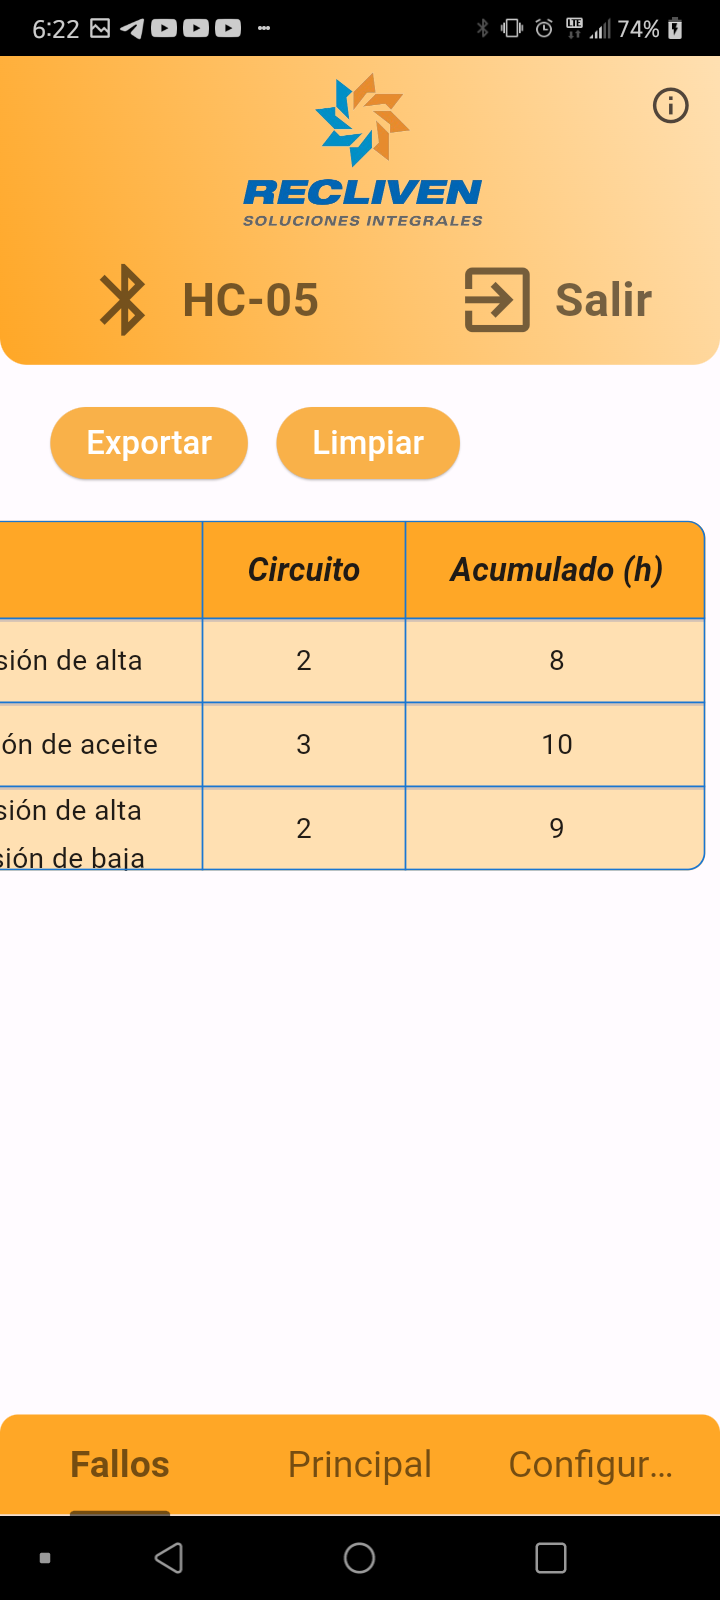 6:22
LTE
74%
RECLIVEN
SOLUCIONES INTEGRALES
HC-05
Salir
Exportar
Limpiar
Circuito
Acumulado (h)
sión de alta
2
8
ón de aceite
3
10
sión de alta
sión de baja
2
9
Fallos
Principal
Configur...